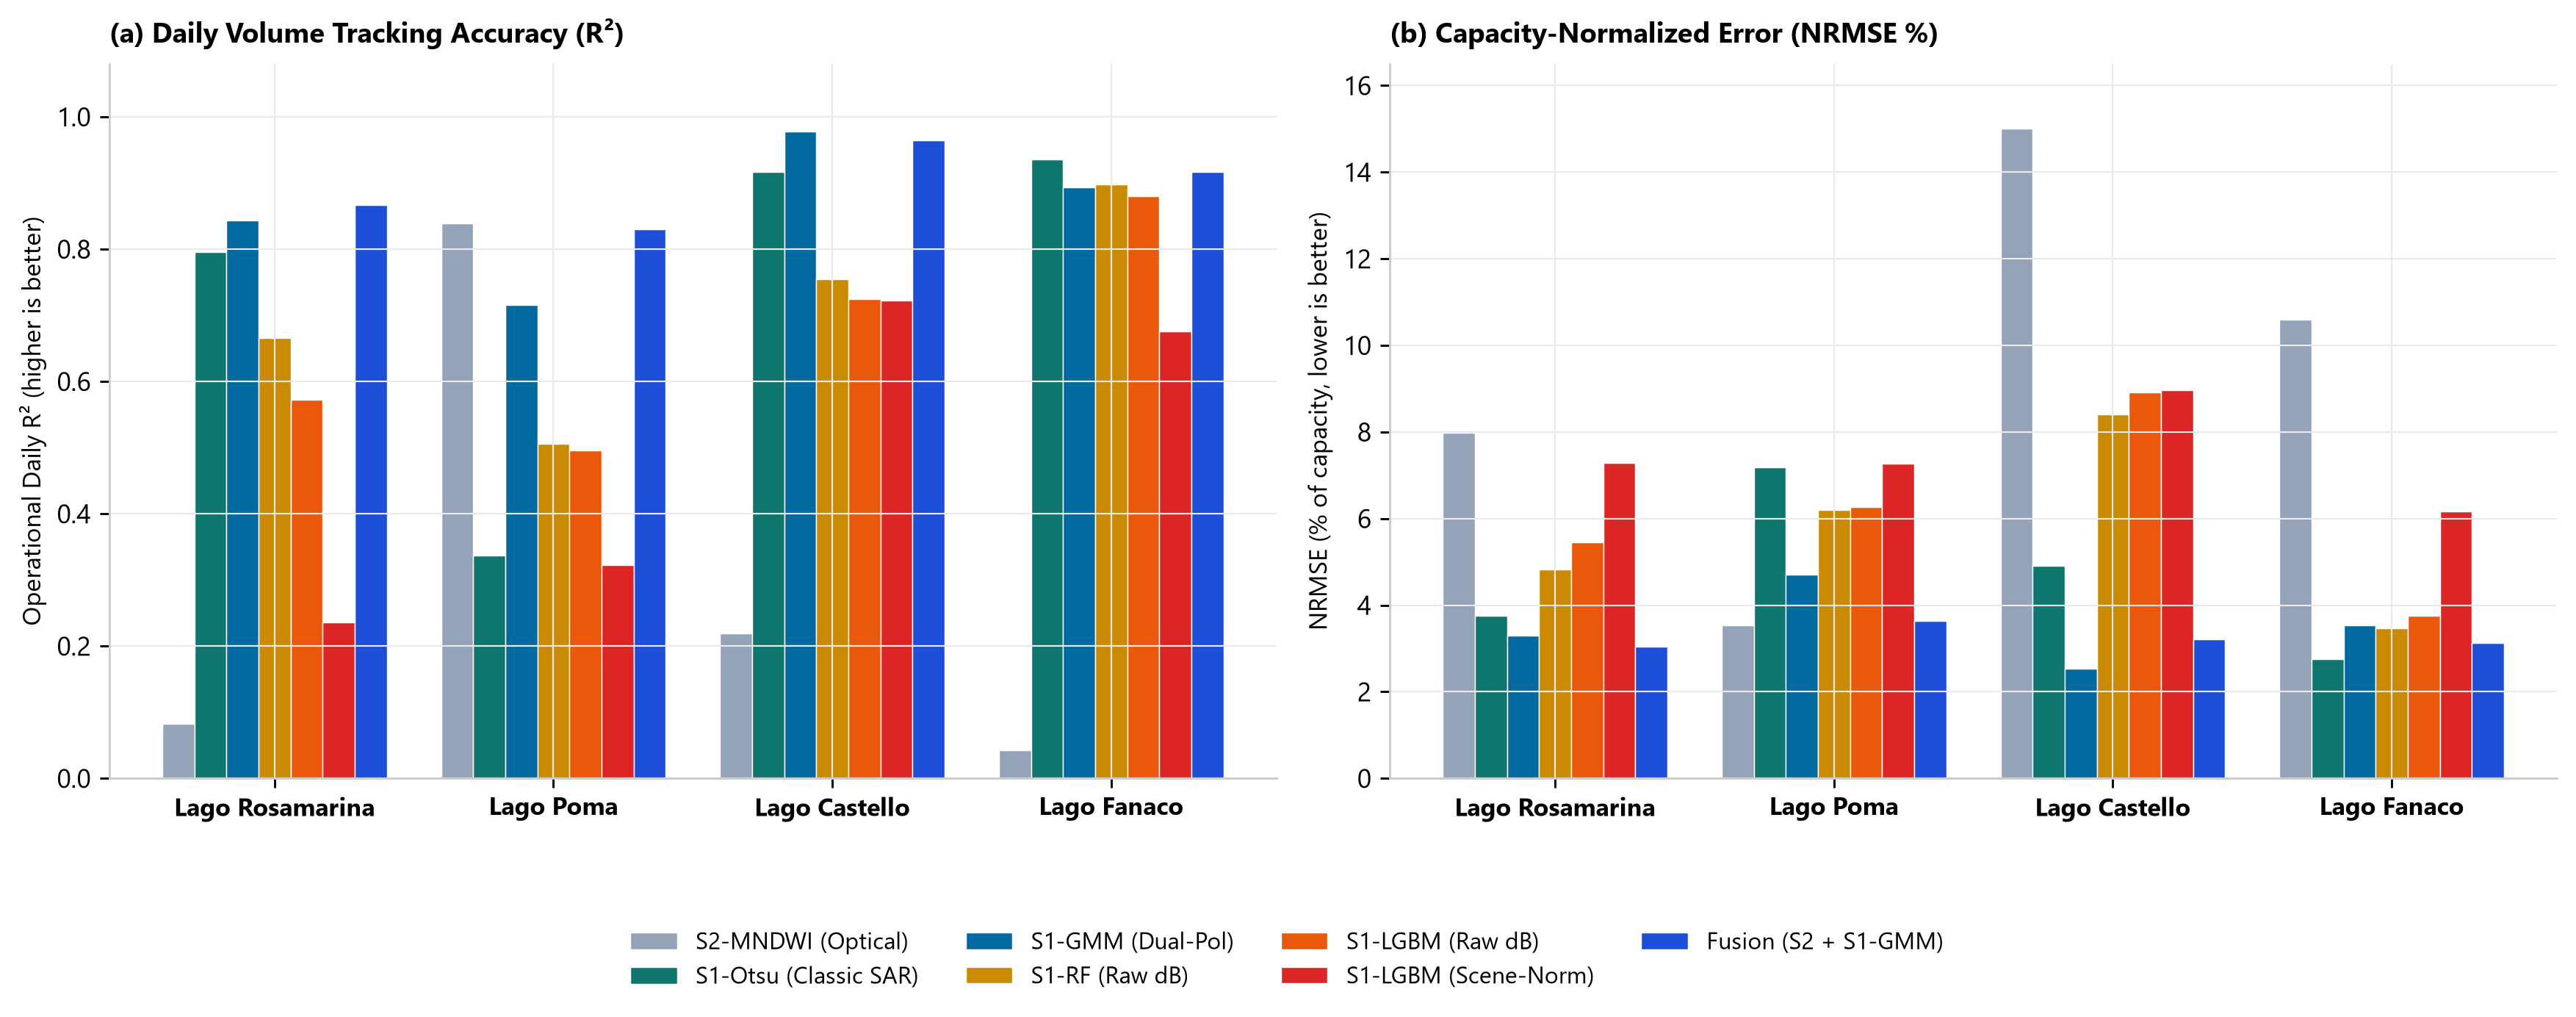 (a) Daily Volume Tracking Accuracy (R²)
Operational Daily R² (higher is better)
1.0
0.8
0.6
0.4
0.2
0.0
Lago Rosamarina
Lago Poma
Lago Castello
Lago Fanaco
(b) Capacity-Normalized Error (NRMSE %)
NRMSE (% of capacity, lower is better)
16
14
12
10
8
6
4
2
0
Lago Rosamarina
Lago Poma
Lago Castello
Lago Fanaco
S2-MNDWI (Optical)
S1-Otsu (Classic SAR)
S1-GMM (Dual-Pol)
S1-RF (Raw dB)
S1-LGBM (Raw dB)
S1-LGBM (Scene-Norm)
Fusion (S2 + S1-GMM)